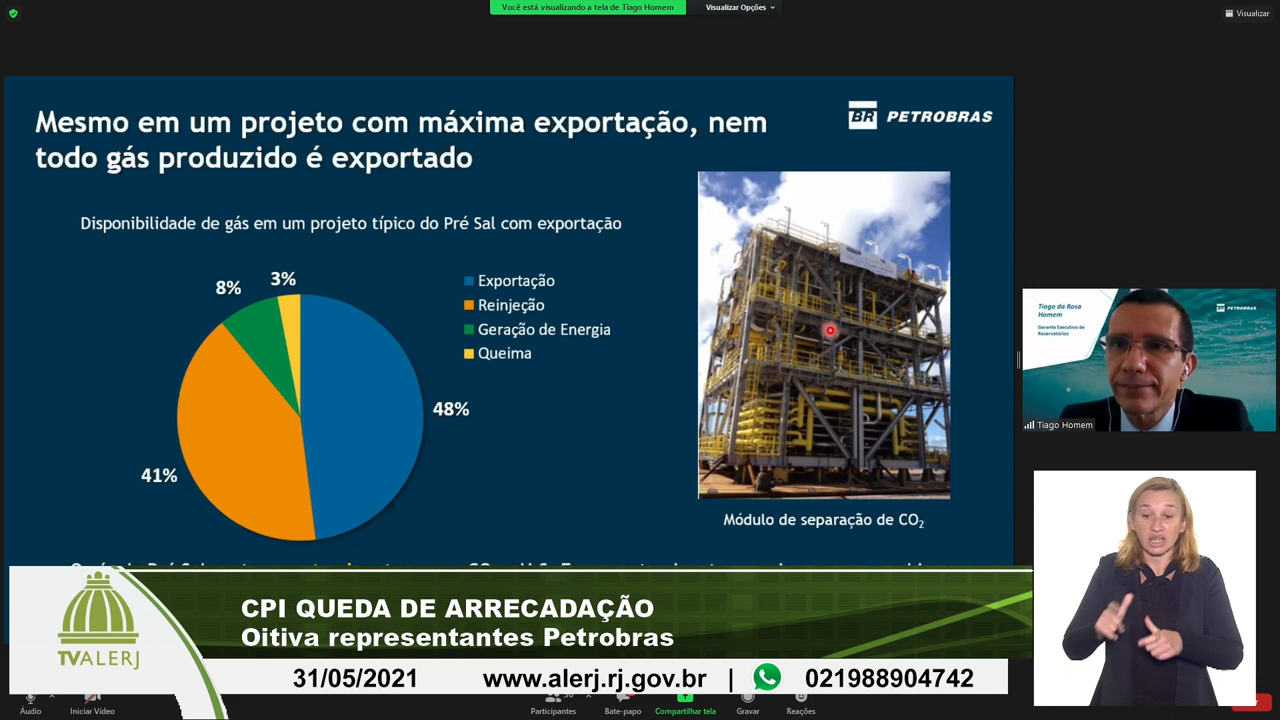 Você está visualizando a tela de Tiago Homem
Visualizar Opções
Visualizar
Mesmo em um projeto com máxima exportação, nem
todo gás produzido é exportado
BR PETROBRAS
Disponibilidade de gás em um projeto típico do Pré Sal com exportação
3%
8%
48%
41%
Exportação
Reinjeção
Geração de Energia
Queima
Módulo de separação de CO₂
Tiago da Rosa
Homem
Gerente Executivo de
Reservatórios
PETROBRAS
Tiago Homem
CPI QUEDA DE ARRECADAÇÃO
Oitiva representantes Petrobras
TVALERJ
31/05/2021 www.alerj.rj.gov.br | 021988904742
Áudio
Iniciar Vídeo
Participantes
Bate-papo
Compartilhar tela
Gravar
Reações